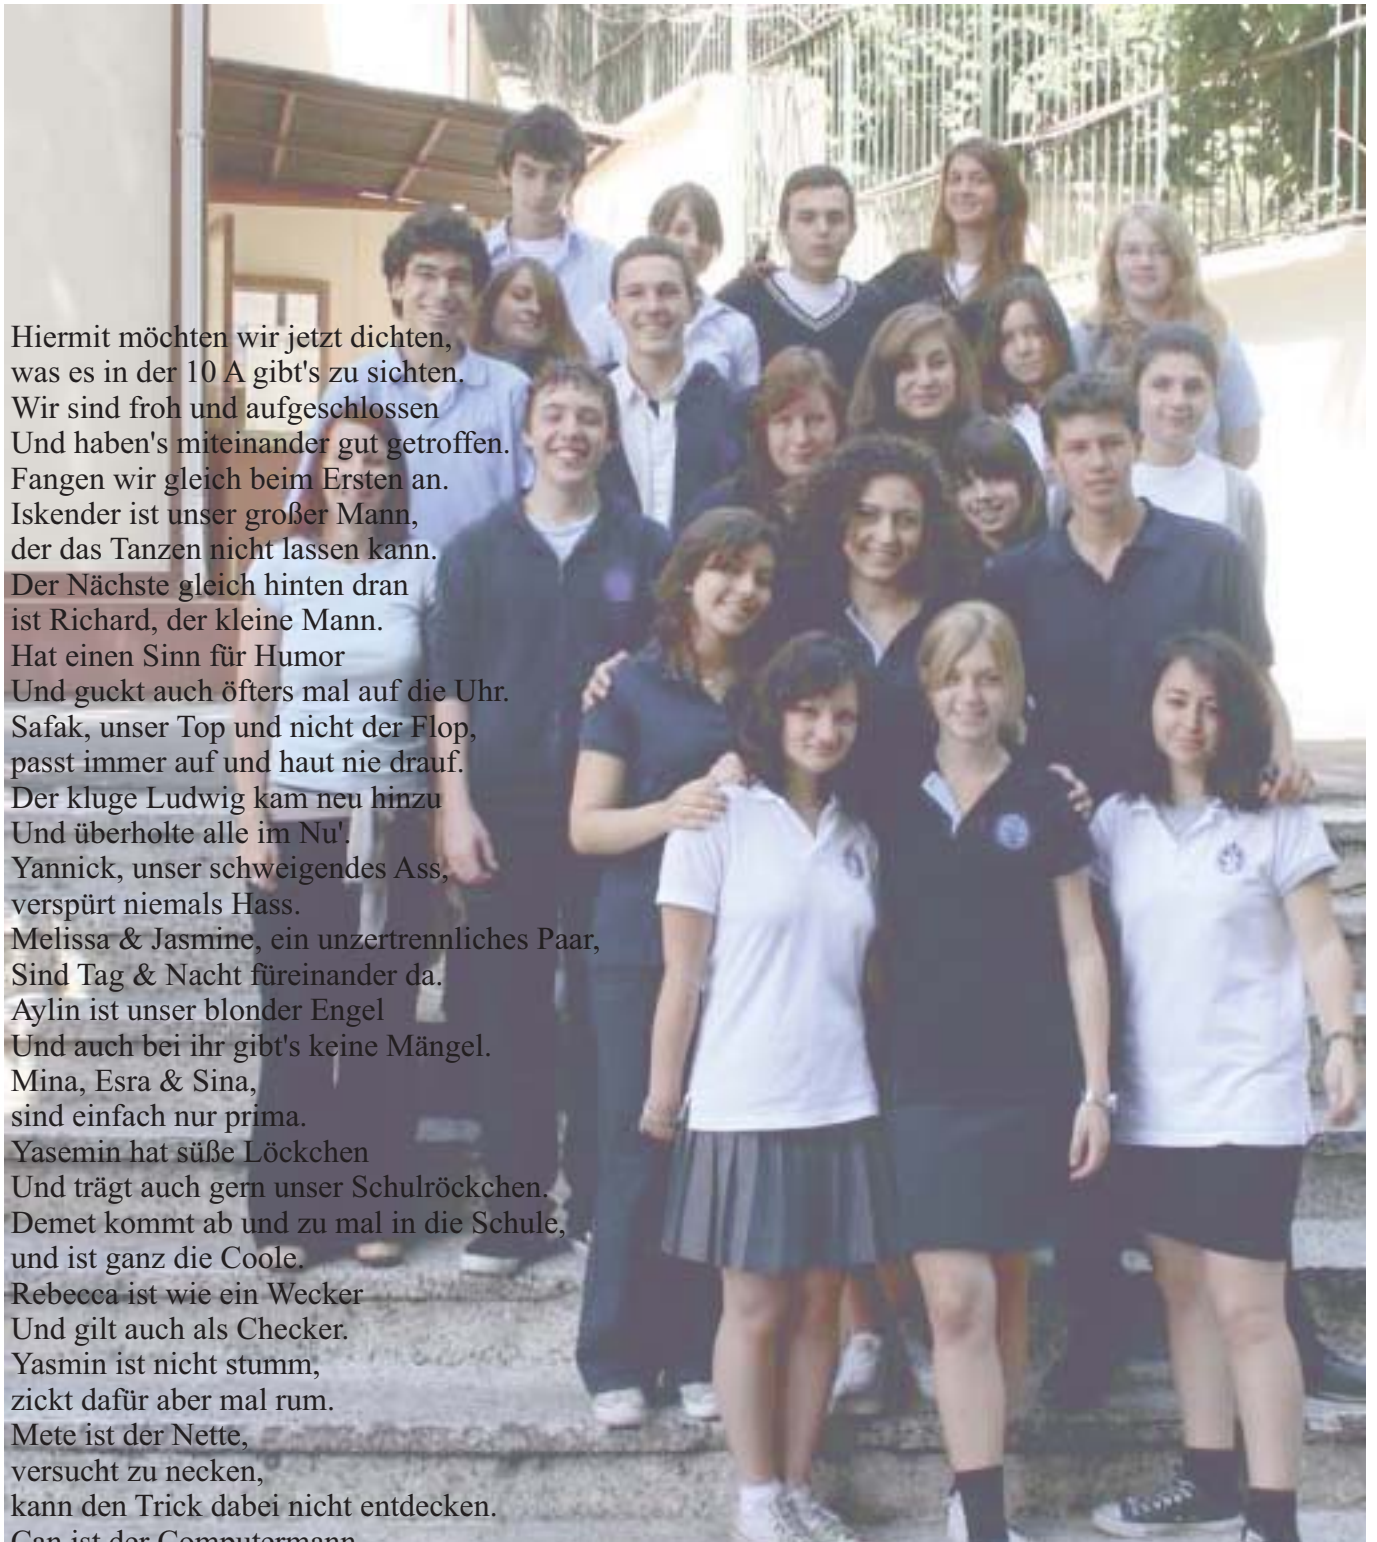 Hiermit möchten wir jetzt dichten,
was es in der 10 A gibt's zu sichten.
Wir sind froh und aufgeschlossen
Und haben's miteinander gut getroffen.
Fangen wir gleich beim Ersten an.
Iskender ist unser großer Mann,
der das Tanzen nicht lassen kann.
Der Nächste gleich hinten dran
ist Richard, der kleine Mann.
Hat einen Sinn für Humor
Und guckt auch öfters mal auf die Uhr.
Safak, unser Top und nicht der Flop,
passt immer auf und haut nie drauf.
Der kluge Ludwig kam neu hinzu
Und überholte alle im Nu'.
Yannick, unser schweigendes Ass,
verspürt niemals Hass.
Melissa & Jasmine, ein unzertrennliches Paar,
Sind Tag & Nacht füreinander da.
Aylin ist unser blonder Engel
Und auch bei ihr gibt's keine Mängel.
Mina, Esra & Sina,
sind einfach nur prima.
Yasemin hat süße Löckchen
Und trägt auch gern unser Schulröckchen.
Demet kommt ab und zu mal in die Schule,
und ist ganz die Coole.
Rebecca ist wie ein Wecker
Und gilt auch als Checker.
Yasmin ist nicht stumm,
zickt dafür aber mal rum.
Mete ist der Nette,
versucht zu necken,
kann den Trick dabei nicht entdecken.
Can ist der Computermann